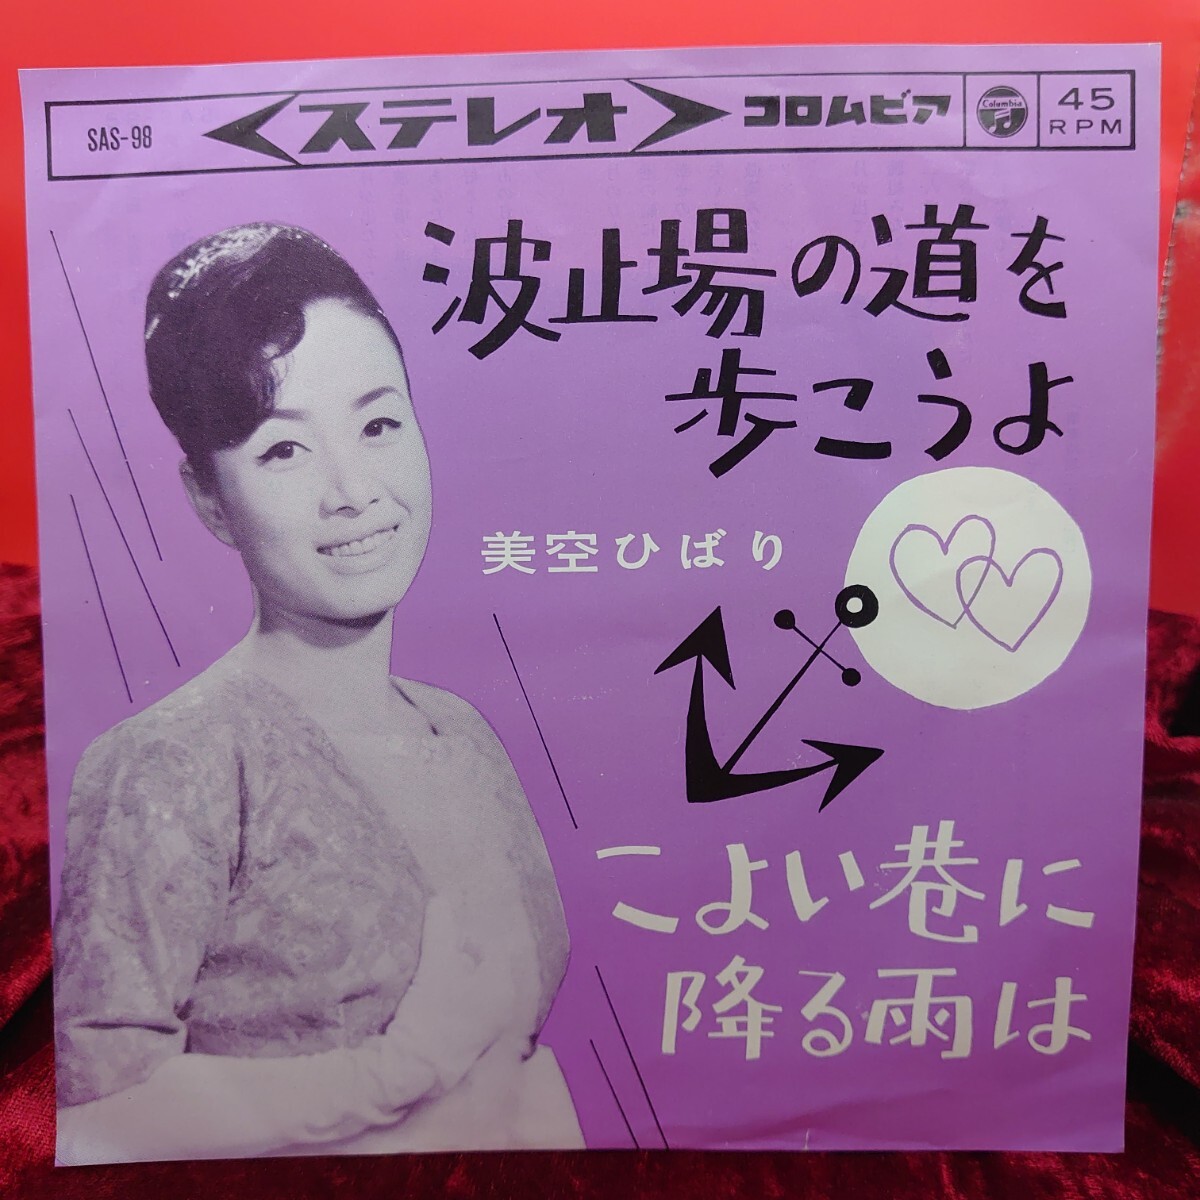 SAS-98
ステレオ
コロムビア
Columbia
45
RPM
波止場の道を
歩こうよ
美空ひばり
こよい巷に
降る雨は